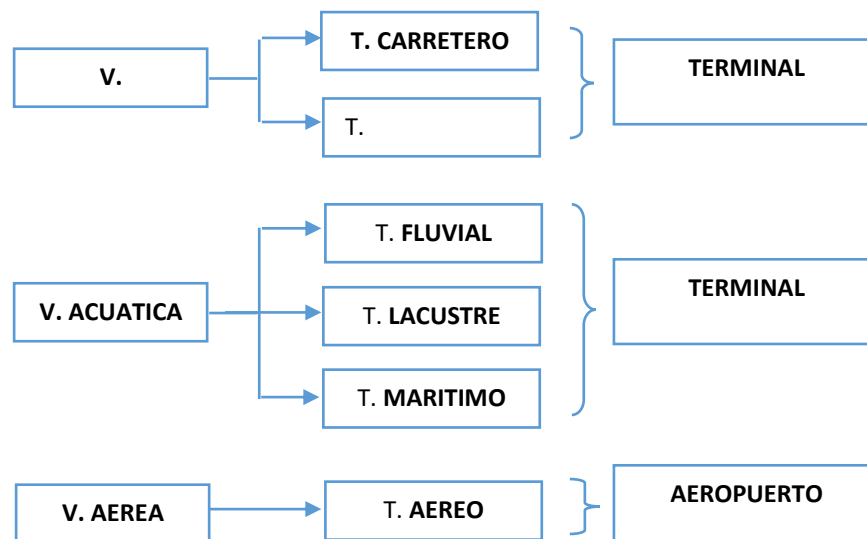 V.
T. CARRETERO
T.
TERMINAL
V. ACUATICA
T. FLUVIAL
T. LACUSTRE
T. MARITIMO
TERMINAL
V. AEREA
T. AEREO
AEROPUERTO